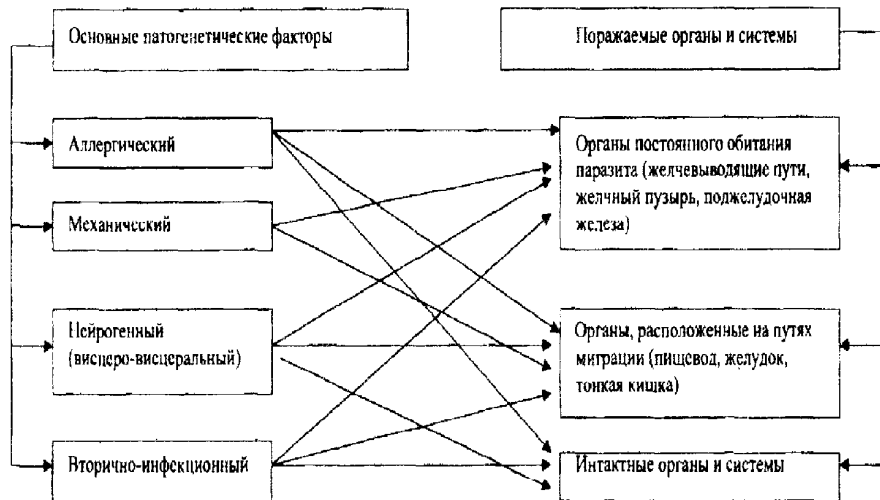 Основные патогенетические факторы
Поражаемые органы и системы
Аллергический
Механический
Нейрогенный
(висцеро-висцеральный)
Вторично-инфекционный
Органы постоянного обитания
паразита (желчевыводящие пути,
желчный пузырь, поджелудочная
железа)
Органы, расположенные на путях
миграции (пищевод, желудок,
тонкая кишка)
Интактные органы и системы